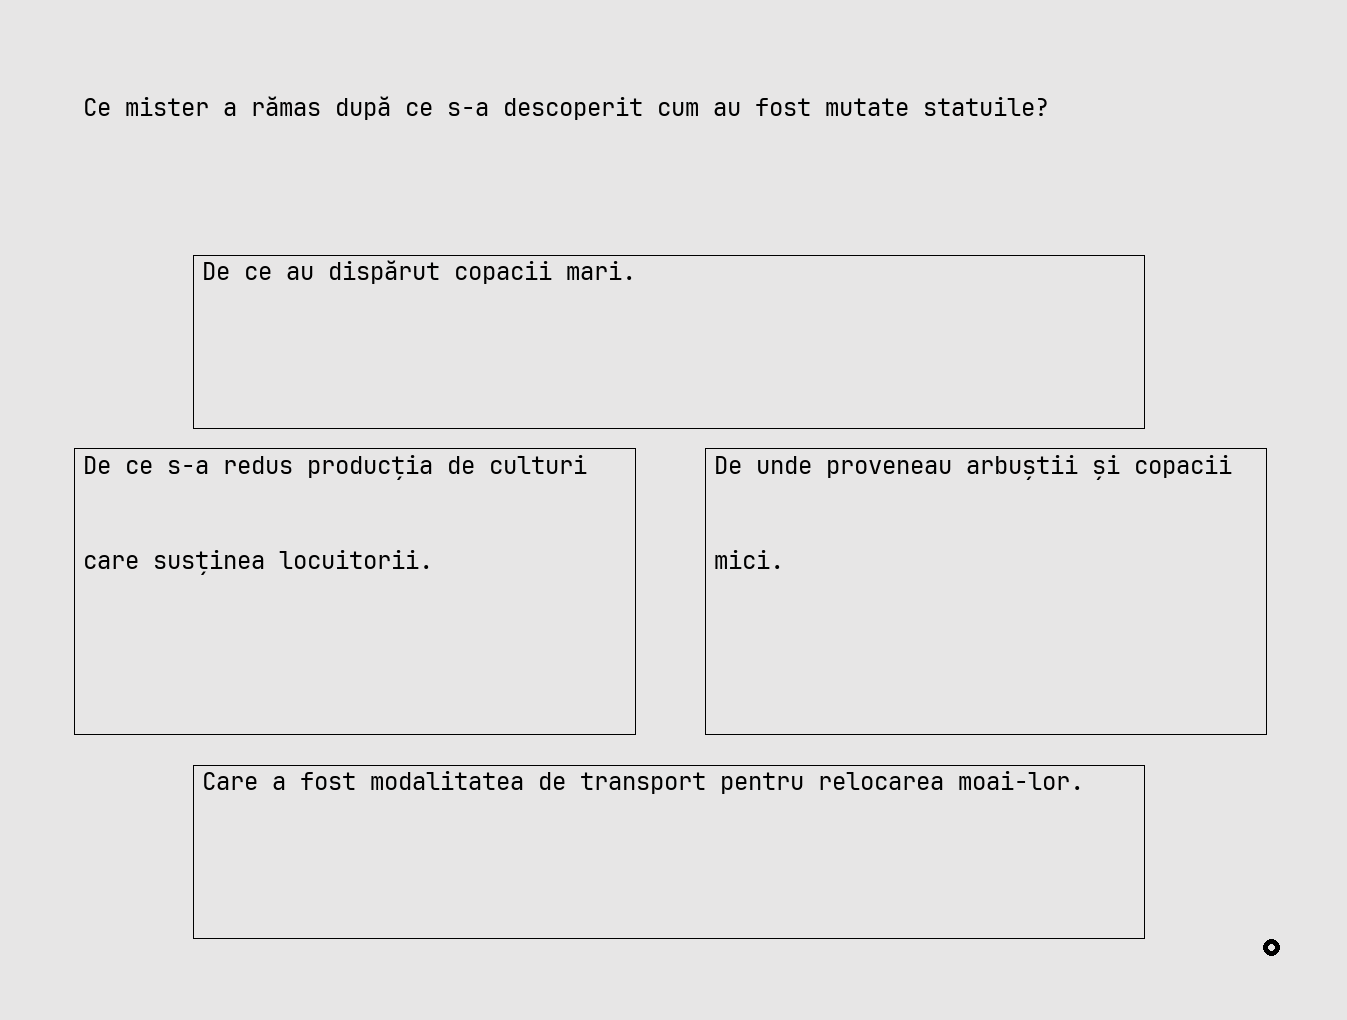 Ce mister a rămas după ce s-a descoperit cum au fost mutate statuile?
De ce au dispărut copacii mari.
De ce s-a redus producția de culturi
care susținea locuitorii.
De unde proveneau arbuștii și copacii
mici.
Care a fost modalitatea de transport pentru relocarea moai-lor.